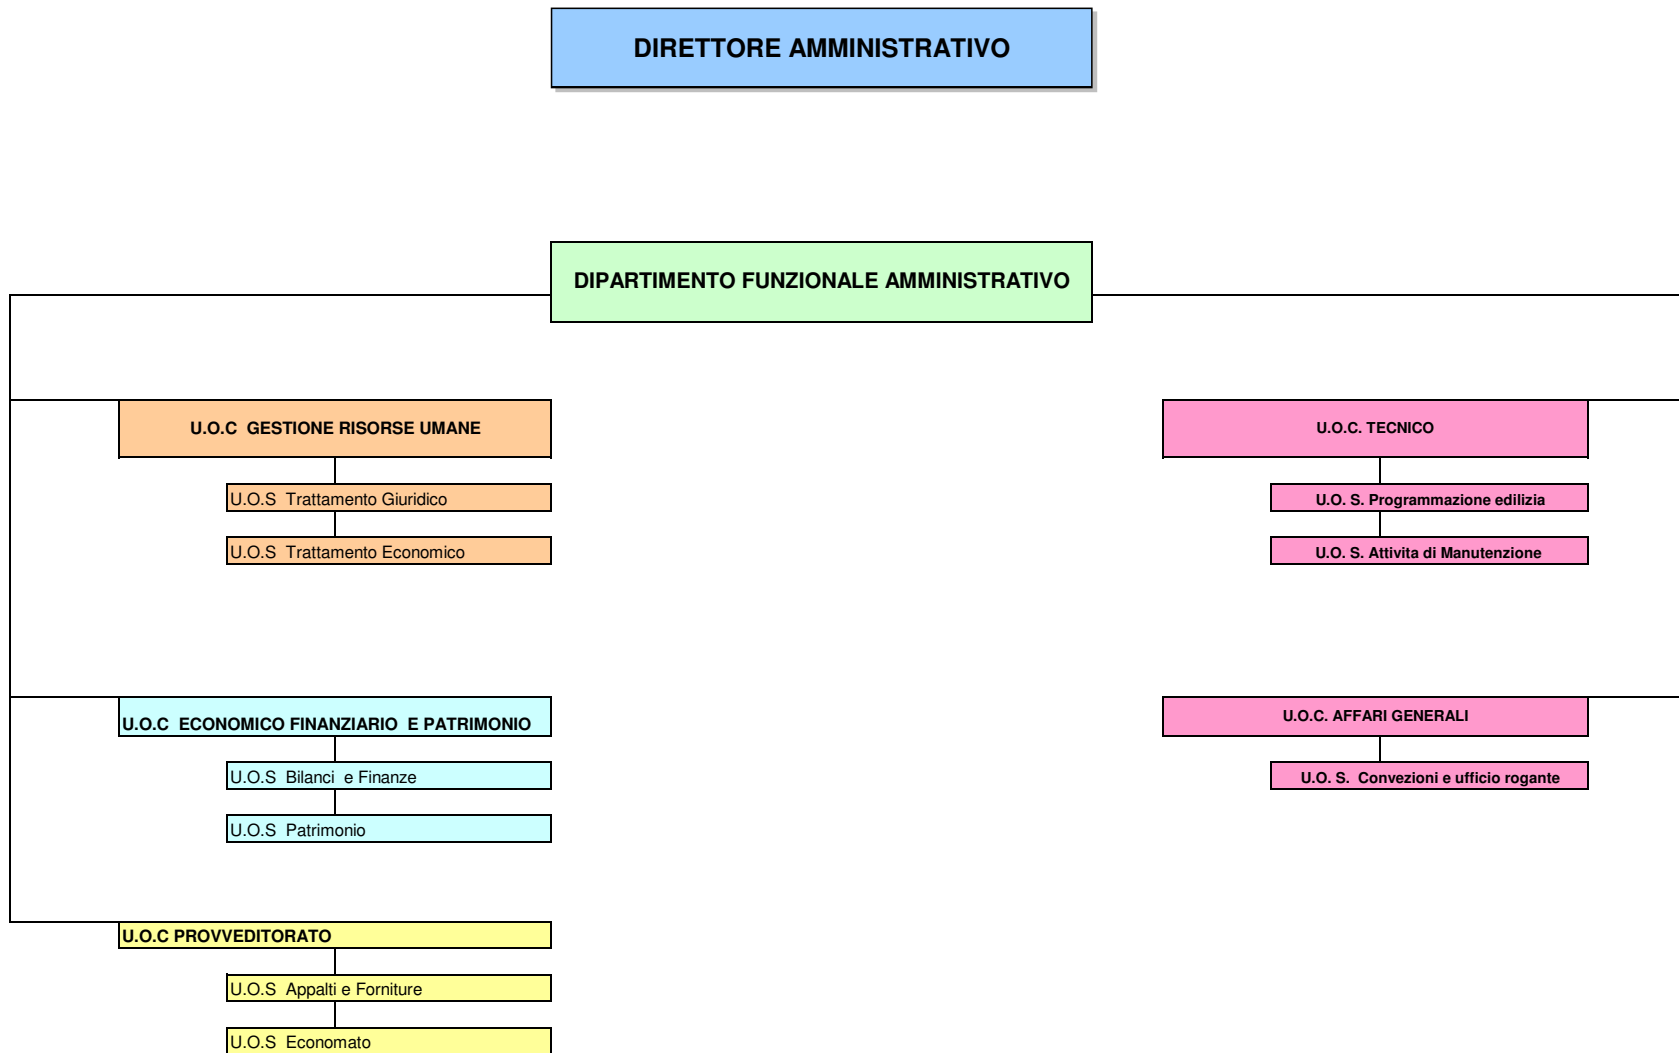 DIRETTORE AMMINISTRATIVO
DIPARTIMENTO FUNZIONALE AMMINISTRATIVO
U.O.C GESTIONE RISORSE UMANE
U.O.S Trattamento Giuridico
U.O.S Trattamento Economico
U.O.C ECONOMICO FINANZIARIO E PATRIMONIO
U.O.S Bilanci e Finanze
U.O.S Patrimonio
U.O.C PROVVEDITORATO
U.O.S Appalti e Forniture
U.O.S Economato
U.O.C. TECNICO
U.O. S. Programmazione edilizia
U.O. S. Attivita di Manutenzione
U.O.C. AFFARI GENERALI
U.O. S. Convezioni e ufficio rogante